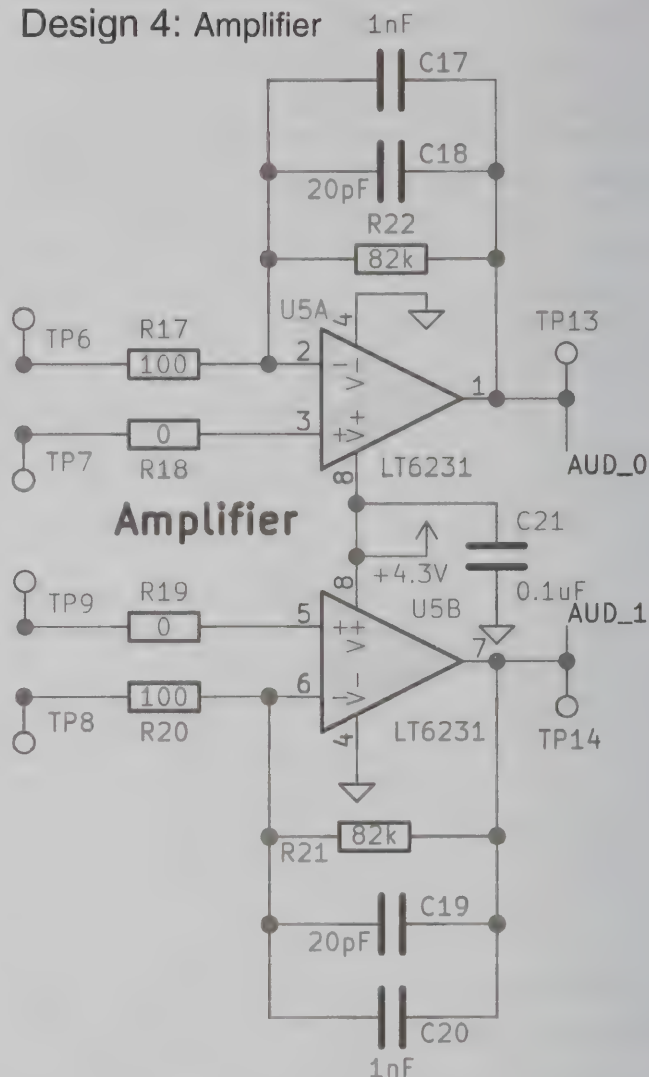 Design 4: Amplifier
1nF
C17
C18
20pF
R22
82k
U5A
4
TP6
R17
100
2
-
V-
TP13
1
3
+
V+
TP7
0
R18
8
LT6231
AUD_0
Amplifier
C21
+4.3V
0.1uF
TP9
R19
0
8
U5B
AUD_1
5
+
V+
7
6
-
V-
TP8
100
R20
4
LT6231
TP14
R21
82k
C19
20pF
C20
1nF